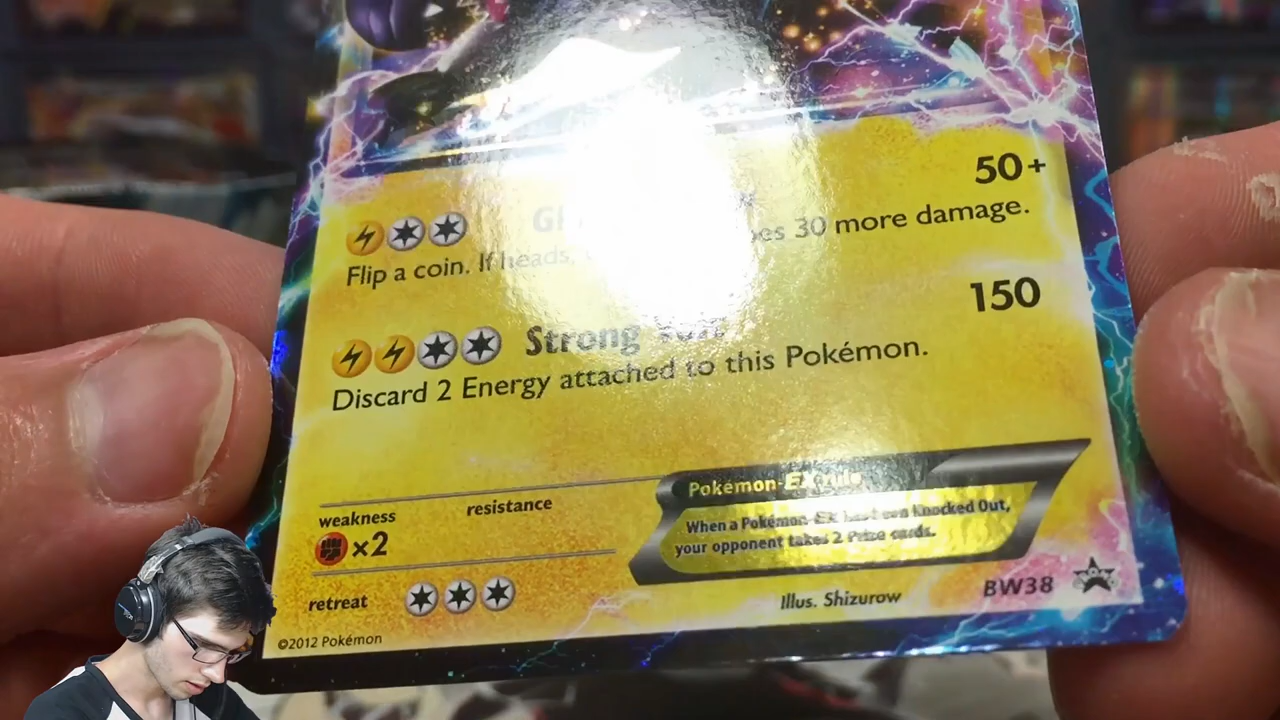 50+
Flip a coin. If heads, 30 more damage.
150
Strong
Discard 2 Energy attached to this Pokémon.
weakness
resistance
×2
Pokémon-EX rule
When a Pokémon-EX has been Knocked Out,
your opponent takes 2 Prize cards.
retreat
Illus. Shizurow
BW38
©2012 Pokémon